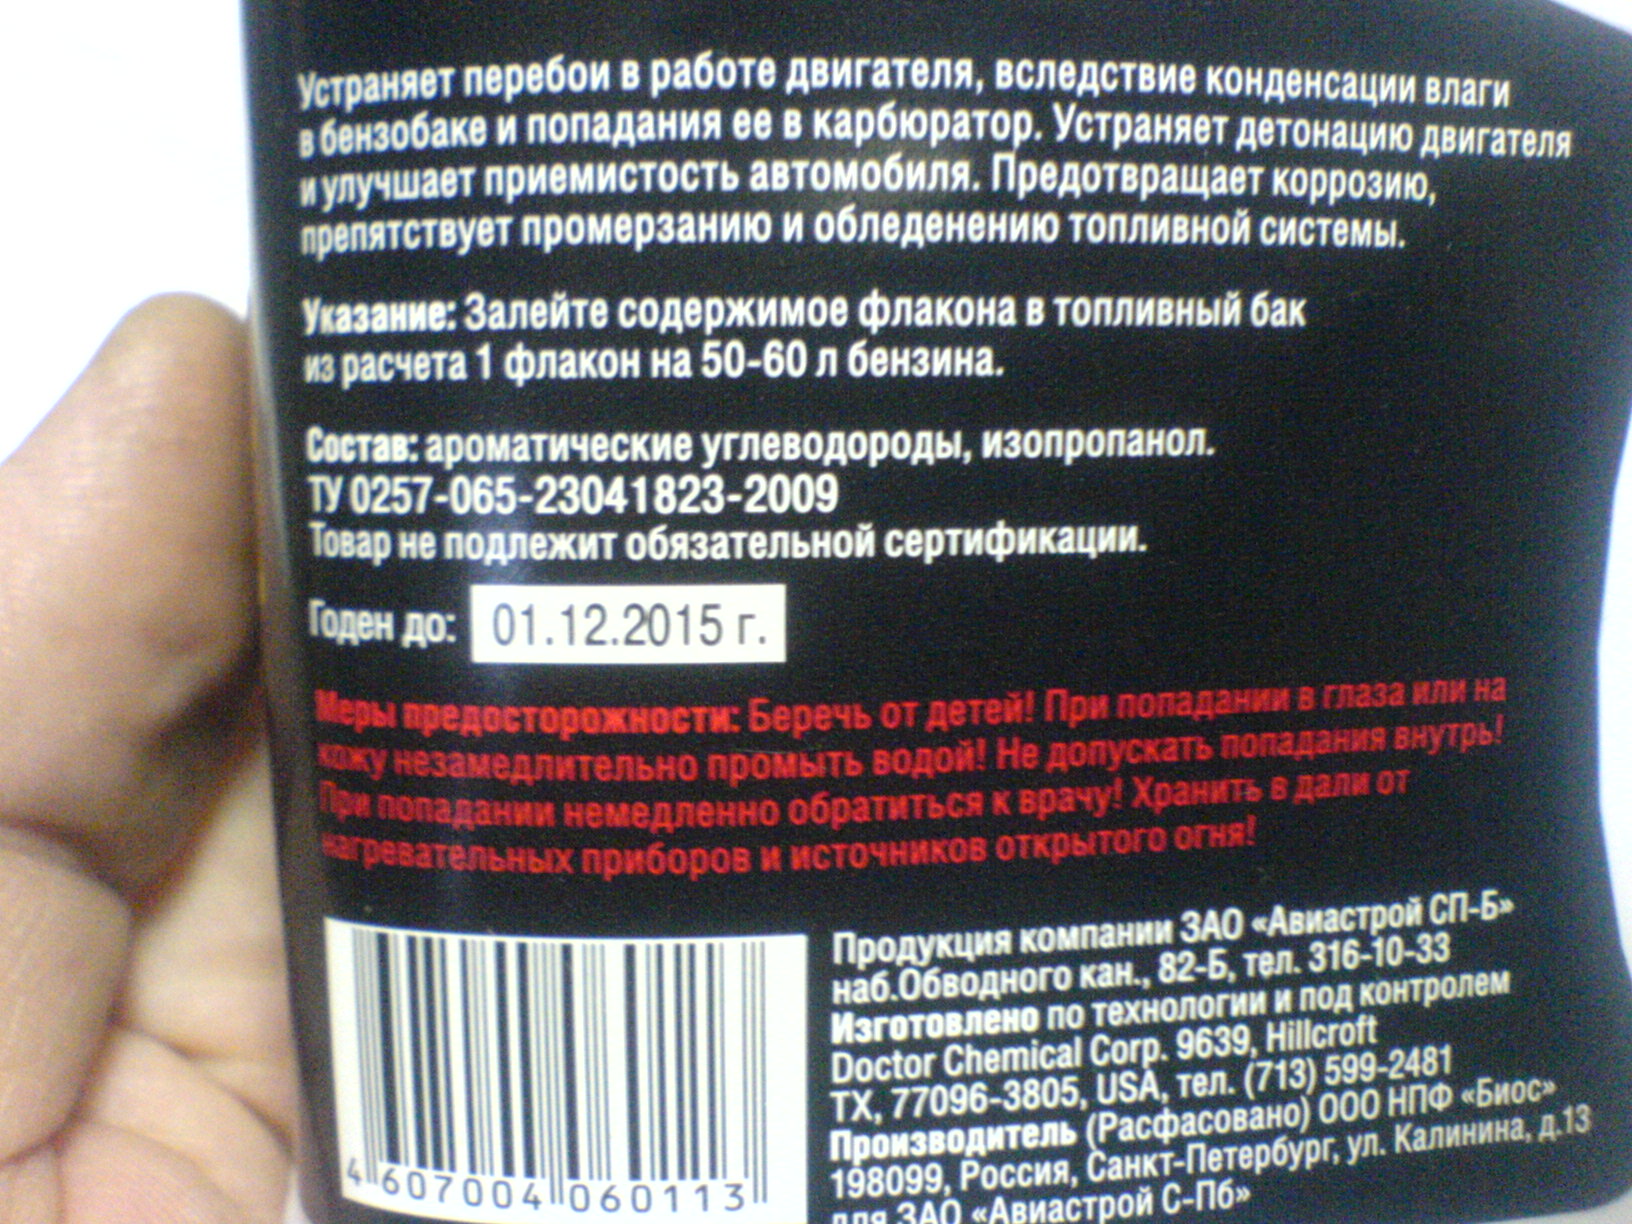 Устраняет перебои в работе двигателя, вследствие конденсации влаги
в бензобаке и попадания ее в карбюратор. Устраняет детонацию двигателя
и улучшает приемистость автомобиля. Предотвращает коррозию,
препятствует промерзанию и обледенению топливной системы.
Указание: Залейте содержимое флакона в топливный бак
из расчета 1 флакон на 50-60 л бензина.
Состав: ароматические углеводороды, изопропанол.
ТУ 0257-065-23041823-2009
Товар не подлежит обязательной сертификации.
Годен до: 01.12.2015 г.
Меры предосторожности: Беречь от детей! При попадании в глаза или на
кожу незамедлительно промыть водой! Не допускать попадания внутрь!
При попадании немедленно обратиться к врачу! Хранить в дали от
нагревательных приборов и источников открытого огня!
Продукция компании ЗАО «Авиастрой СП-Б»
наб.Обводного кан., 82-Б, тел. 316-10-33
Изготовлено по технологии и под контролем
Doctor Chemical Corp. 9639, Hillcroft
TX, 77096-3805, USA, тел. (713) 599-2481
Производитель (Расфасовано) ООО НПФ «Биос»
198099, Россия, Санкт-Петербург, ул. Калинина, д.13
для ЗАО «Авиастрой С-Пб»
4 607004 060113